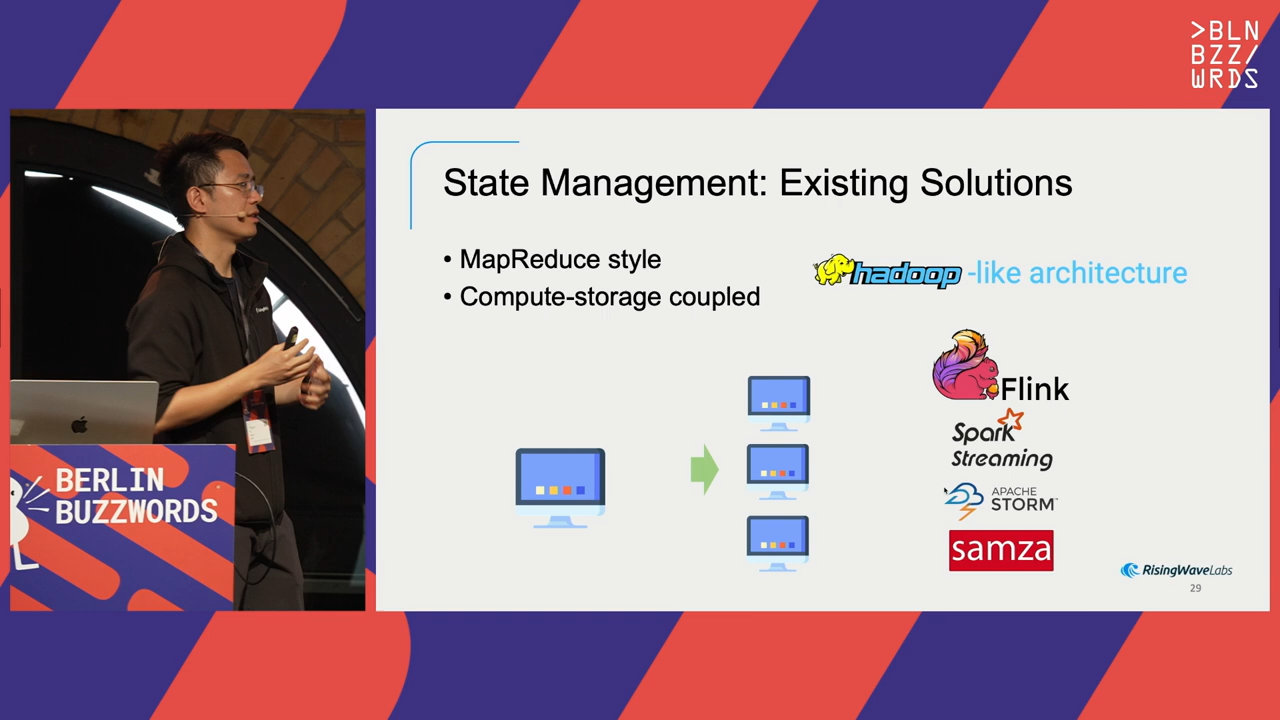 >BLN
BZZ/
WRDS
State Management: Existing Solutions
• MapReduce style
• Compute-storage coupled
hadoop -like architecture
Flink
Spark
Streaming
APACHE
STORM
samza
RisingWaveLabs
29
BERLIN
BUZZWORDS